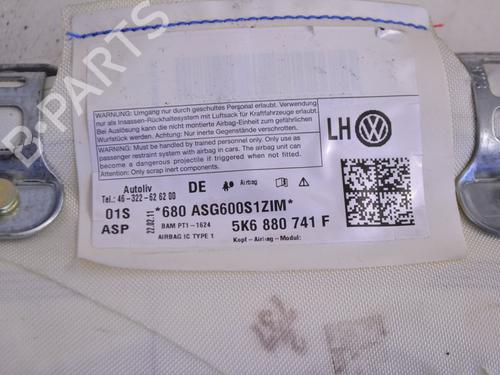 B-PARTS
WARNUNG: Umgang nur durch geschultes Personal erlaubt. Verwendung
nur als Insassen-Rückhaltesystem mit Luftsack für Kraftfahrzeuge erlaubt.
Bei Auslösung kann die nicht montierte Airbag-Einheit zum gefährlichen
Wurfstück werden. Achtung: Nur inerte Gegenstände verschrotten.
WARNING: Must be handled by trained personnel only. Only use as
passenger restraint system with airbag in cars. The airbag unit can
become a dangerous projectile if triggered when not fitted.
Attention: Only scrap inert gas generators.
LH
Autoliv
Tel.: 46-322-62 62 00
DE
Airbag
01S
ASP
22.02.11
*680 ASG600S1ZIM*
BAM PT1-1624
AIRBAG IC TYPE 1
5K6 880 741 F
Kopf-Airbag-Modul